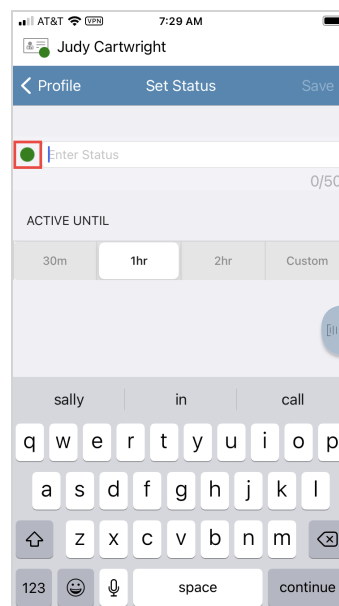 AT&T VPN 7:29 AM
Judy Cartwright
Profile Set Status Save
Enter Status
0/50
ACTIVE UNTIL
30m 1hr 2hr Custom
sally in call
q w e r t y u i o p
a s d f g h j k l
z x c v b n m
123 space continue